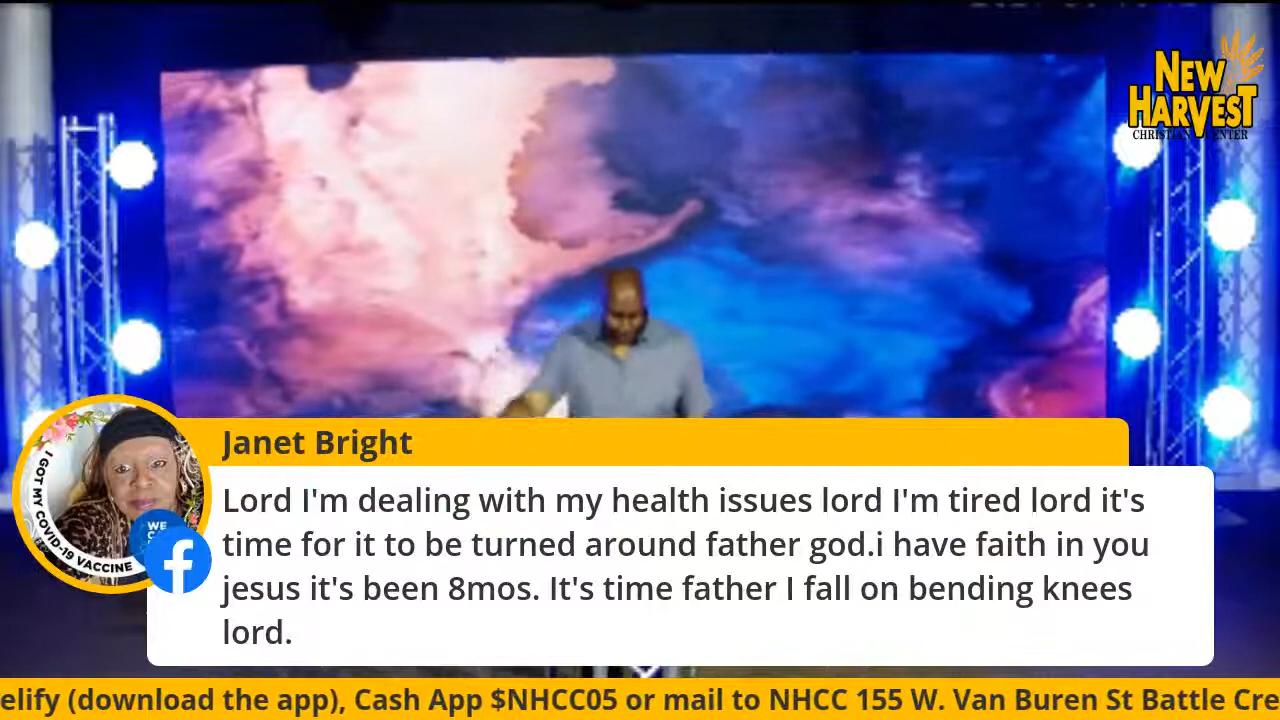 NEW
HARVEST
CHRISTIAN CENTER
Janet Bright
Lord I'm dealing with my health issues lord I'm tired lord it's
time for it to be turned around father god.i have faith in you
jesus it's been 8mos. It's time father I fall on bending knees
lord.
I GOT MY COVID-19 VACCINE
WE
elify (download the app), Cash App $NHCC05 or mail to NHCC 155 W. Van Buren St Battle Cre